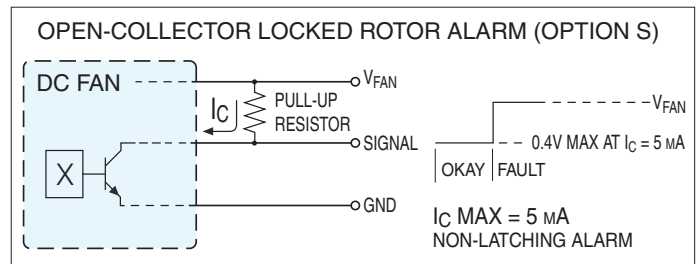 OPEN-COLLECTOR LOCKED ROTOR ALARM (OPTION S)
DC FAN
VFAN
IC
PULL-UP
RESISTOR
SIGNAL
X
GND
VFAN
0.4V MAX AT IC = 5 MA
OKAY FAULT
IC MAX = 5 MA
NON-LATCHING ALARM